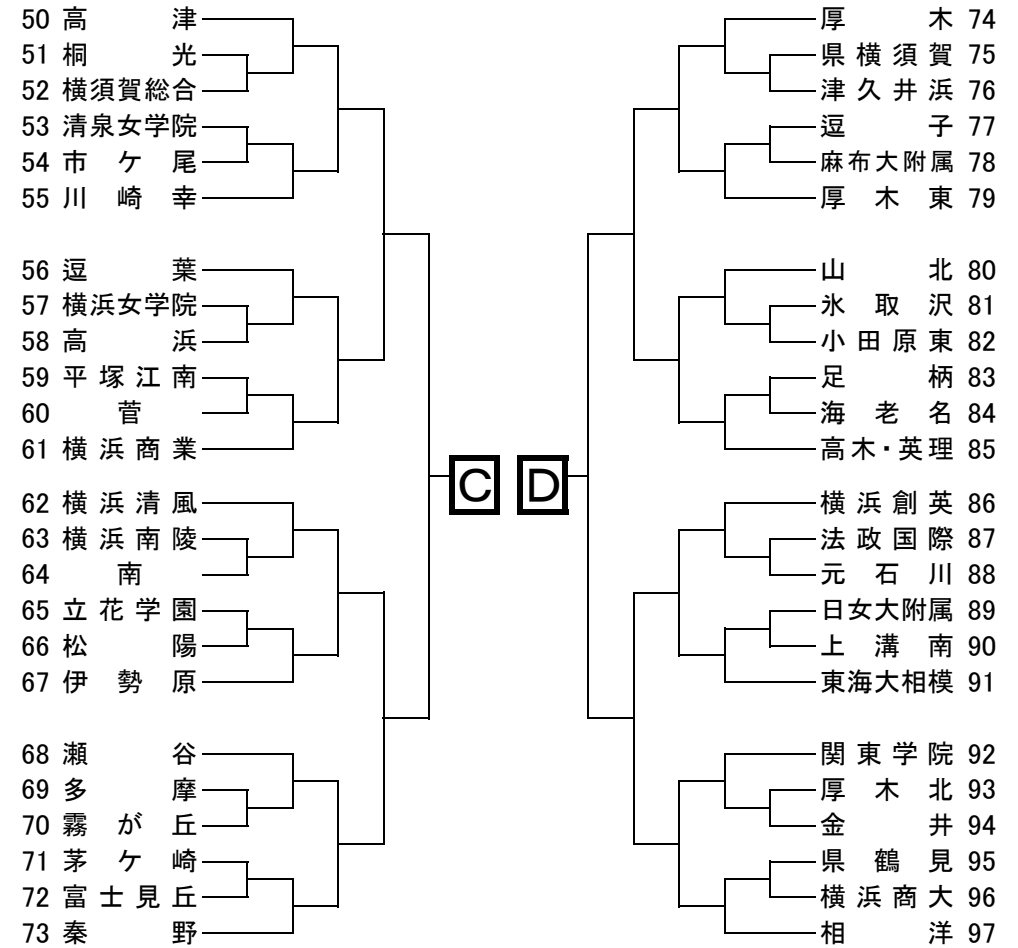 50 高津
51 桐光
52 横須賀総合
53 清泉女学院
54 市ケ尾
55 川崎幸
56 逗葉
57 横浜女学院
58 高浜
59 平塚江南
60 菅
61 横浜商業
62 横浜清風
63 横浜南陵
64 南
65 立花学園
66 松陽
67 伊勢原
68 瀬谷
69 多摩
70 霧が丘
71 茅ケ崎
72 富士見丘
73 秦野
C
D
厚木 74
県横須賀 75
津久井浜 76
逗子 77
麻布大附属 78
厚木東 79
山北 80
氷取沢 81
小田原東 82
足柄 83
海老名 84
高木・英理 85
横浜創英 86
法政国際 87
元石川 88
日女大附属 89
上溝南 90
東海大相模 91
関東学院 92
厚木北 93
金井 94
県鶴見 95
横浜商大 96
相洋 97